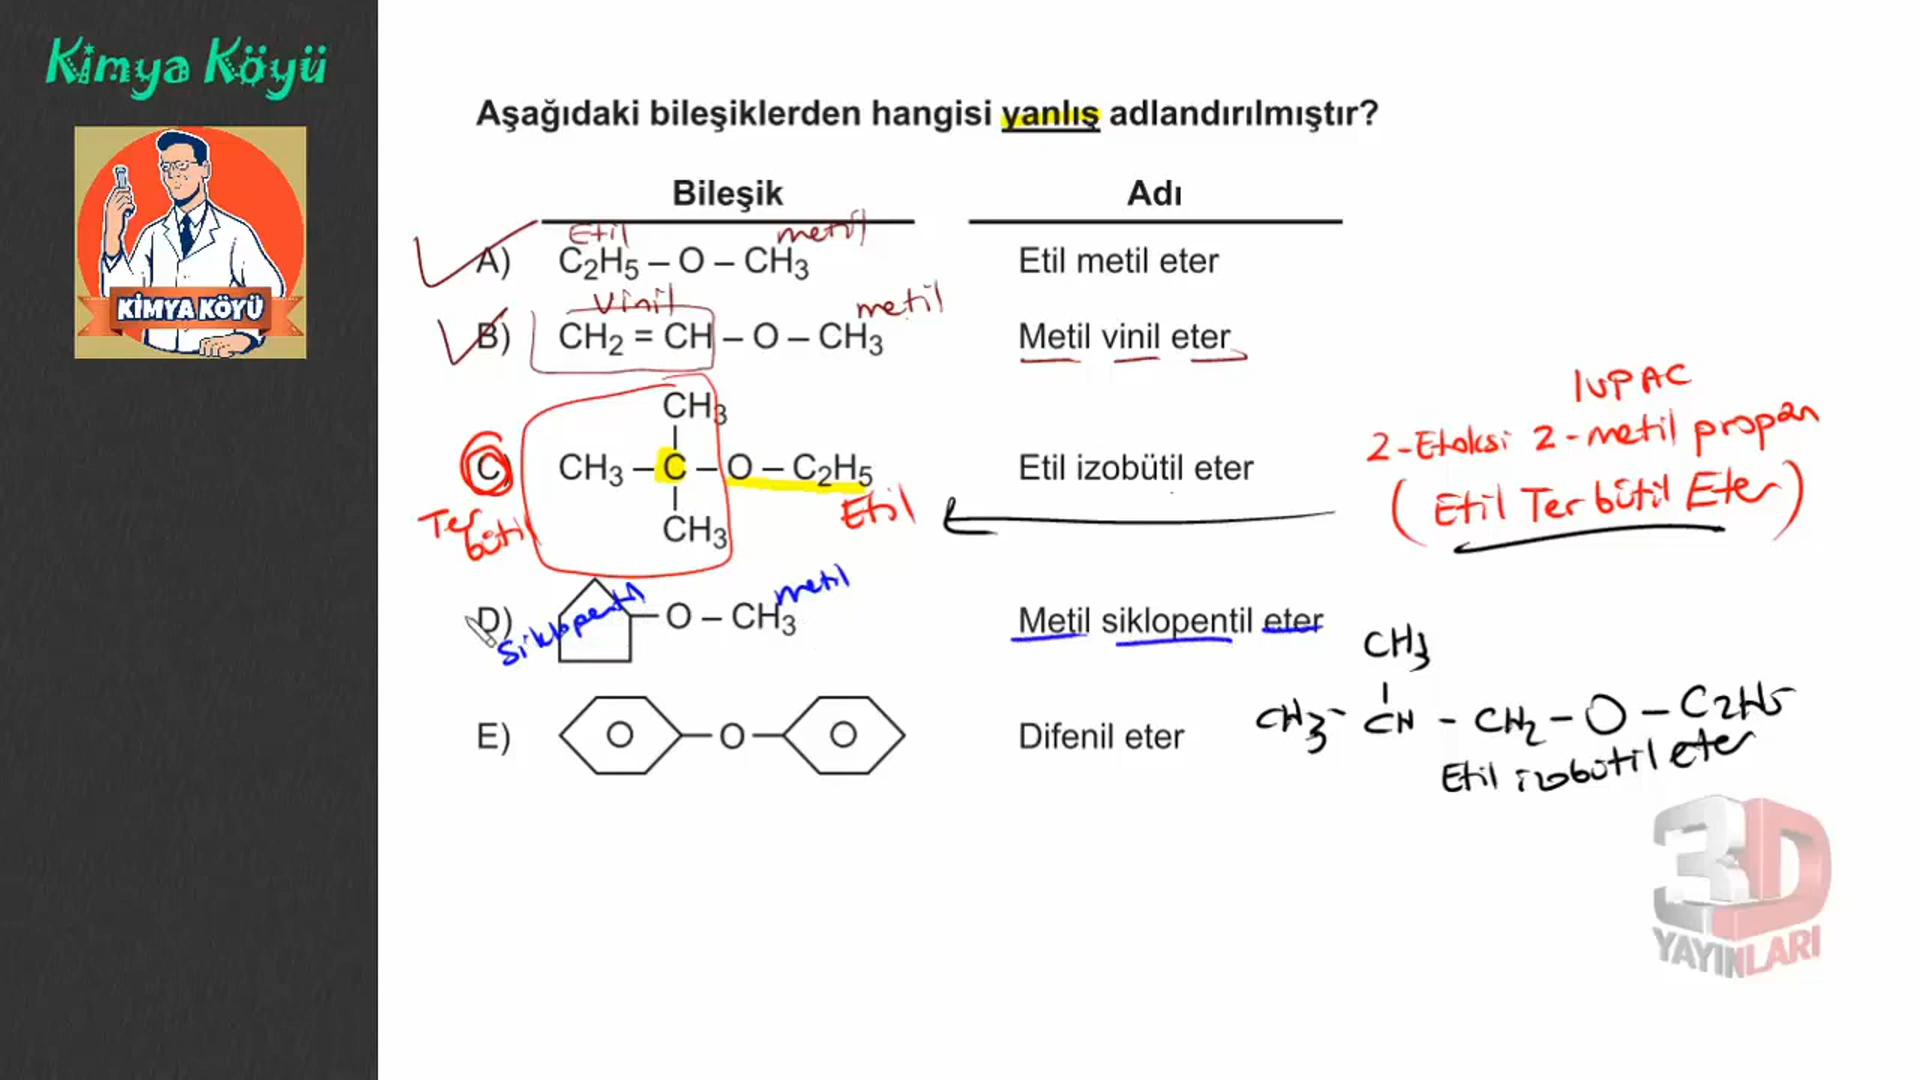 Kimya Köyü
KİMYA KÖYÜ
Aşağıdaki bileşiklerden hangisi yanlış adlandırılmıştır?
Bileşik Adı
Etil metil
A) C₂H₅ – O – CH₃ Etil metil eter
Vinil metil
B) CH₂ = CH – O – CH₃ Metil vinil eter
CH₃
C) CH₃ – C – O – C₂H₅ Etil izobütil eter
CH₃
Ter bütil
Etil
IUPAC
2-Etoksi 2-metil propan
(Etil Ter bütil Eter)
D) – O – CH₃ Metil siklopentil eter
siklopentil
metil
E) O – O – O Difenil eter
CH₃
CH₃ - CH - CH₂ - O - C₂H₅
Etil izobütil eter
3D
YAYINLARI